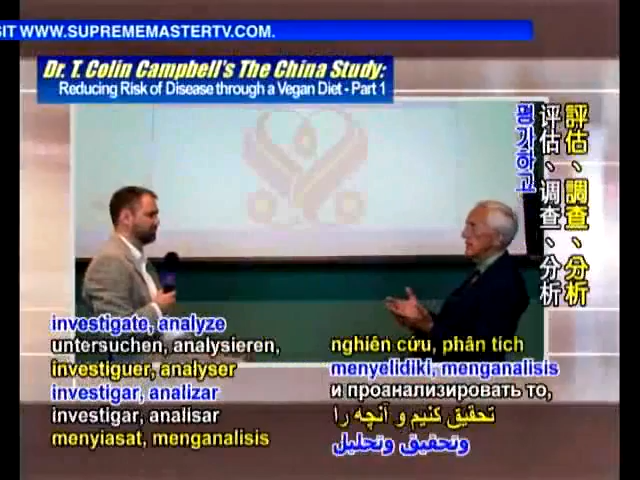 SIT WWW.SUPREMEMASTERTV.COM.
Dr. T. Colin Campbell's The China Study:
Reducing Risk of Disease through a Vegan Diet - Part 1
評估、調查、分析
评估、调查、分析
평가하고
investigate, analyze
untersuchen, analysieren,
investiguer, analyser
investigar, analizar
investigar, analisar
menyiasat, menganalisis
nghiên cứu, phân tích
menyelidiki, menganalisis
и проанализировать то,
تحقیق کنیم و آنچه را
وتحقيق وتحليل